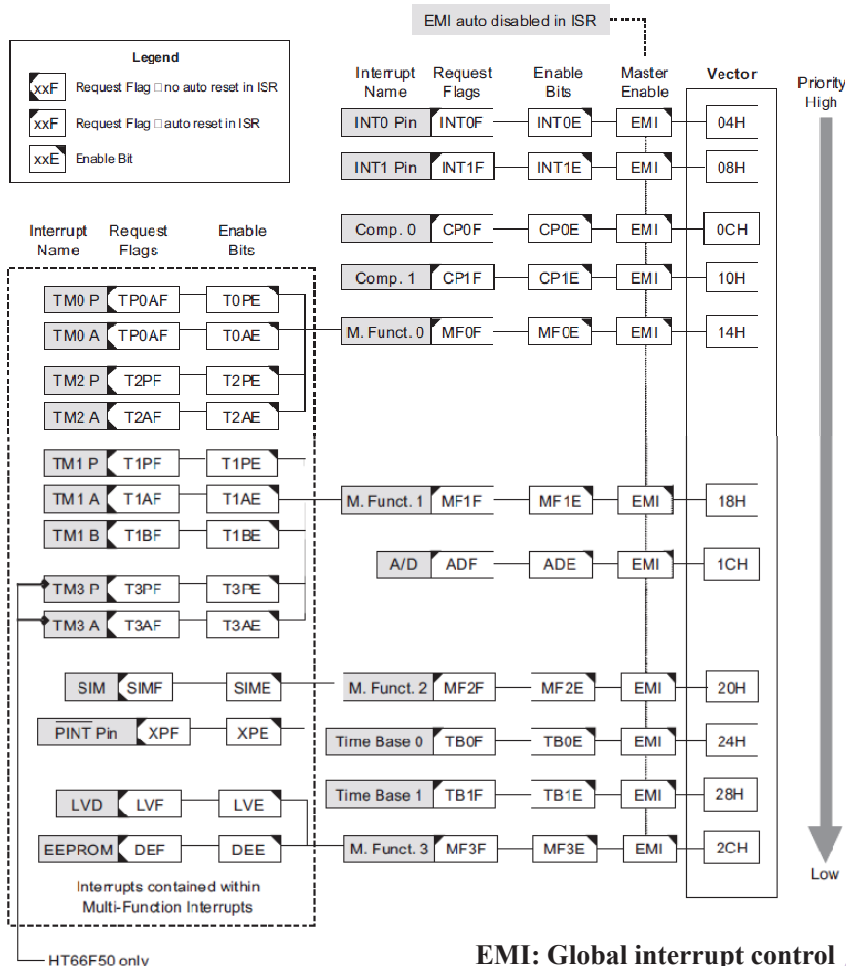 EMI auto disabled in ISR
Legend
xxF Request Flag □ no auto reset in ISR
xxF Request Flag □ auto reset in ISR
xxE Enable Bit
Interrupt Name Request Flags Enable Bits Master Enable Vector Priority
High
INT0 Pin INT0F INT0E EMI 04H
INT1 Pin INT1F INT1E EMI 08H
Comp. 0 CP0F CP0E EMI 0CH
Comp. 1 CP1F CP1E EMI 10H
M. Funct. 0 MF0F MF0E EMI 14H
M. Funct. 1 MF1F MF1E EMI 18H
A/D ADF ADE EMI 1CH
M. Funct. 2 MF2F MF2E EMI 20H
Time Base 0 TB0F TB0E EMI 24H
Time Base 1 TB1F TB1E EMI 28H
M. Funct. 3 MF3F MF3E EMI 2CH
Low
Interrupt Name Request Flags Enable Bits
TM0 P TP0AF T0PE
TM0 A TP0AF T0AE
TM2 P T2PF T2PE
TM2 A T2AF T2AE
TM1 P T1PF T1PE
TM1 A T1AF T1AE
TM1 B T1BF T1BE
TM3 P T3PF T3PE
TM3 A T3AF T3AE
SIM SIMF SIME
PINT Pin XPF XPE
LVD LVF LVE
EEPROM DEF DEE
Interrupts contained within
Multi-Function Interrupts
HT66F50 only
EMI: Global interrupt control